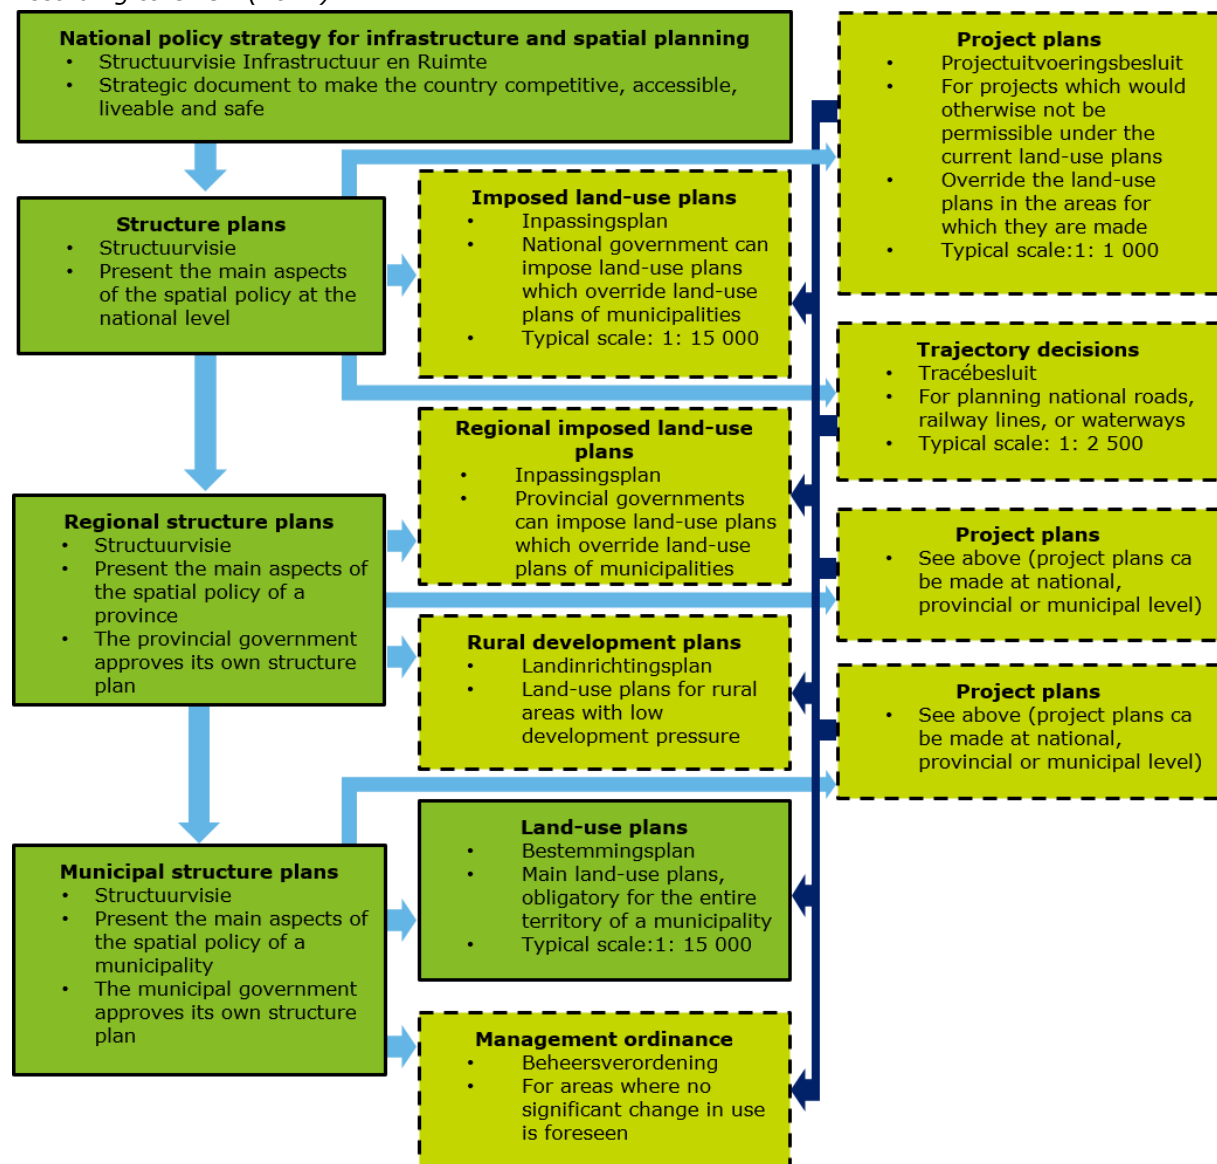 National policy strategy for infrastructure and spatial planning
• Structuurvisie Infrastructuur en Ruimte
• Strategic document to make the country competitive, accessible,
liveable and safe
Structure plans
• Structuurvisie
• Present the main aspects
of the spatial policy at the
national level
Regional structure plans
• Structuurvisie
• Present the main aspects of
the spatial policy of a
province
• The provincial government
approves its own structure
plan
Municipal structure plans
• Structuurvisie
• Present the main aspects of
the spatial policy of a
municipality
• The municipal government
approves its own structure
plan
Imposed land-use plans
• Inpassingsplan
• National government can
impose land-use plans
which override land-use
plans of municipalities
• Typical scale: 1: 15 000
Regional imposed land-use
plans
• Inpassingsplan
• Provincial governments
can impose land-use plans
which override land-use
plans of municipalities
Rural development plans
• Landinrichtingsplan
• Land-use plans for rural
areas with low
development pressure
Land-use plans
• Bestemmingsplan
• Main land-use plans,
obligatory for the entire
territory of a municipality
• Typical scale:1: 15 000
Management ordinance
• Beheersverordening
• For areas where no
significant change in use
is foreseen
Project plans
• Projectuitvoeringsbesluit
• For projects which would
otherwise not be
permissible under the
current land-use plans
• Override the land-use
plans in the areas for
which they are made
• Typical scale:1: 1 000
Trajectory decisions
• Tracébesluit
• For planning national roads,
railway lines, or waterways
• Typical scale: 1: 2 500
Project plans
• See above (project plans ca
be made at national,
provincial or municipal level)
Project plans
• See above (project plans ca
be made at national,
provincial or municipal level)